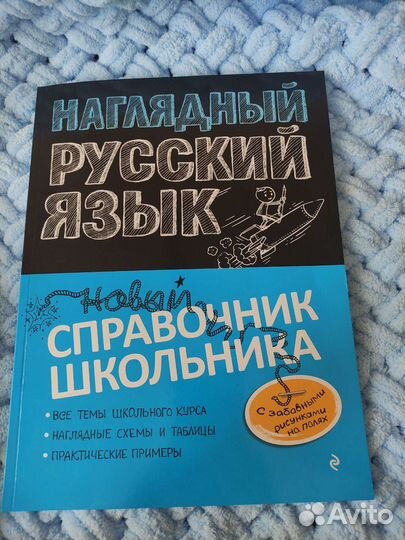 НАГЛЯДНЫЙ
РУССКИЙ
ЯЗЫК
Новый
СПРАВОЧНИК
ШКОЛЬНИКА
• ВСЕ ТЕМЫ ШКОЛЬНОГО КУРСА
• НАГЛЯДНЫЕ СХЕМЫ И ТАБЛИЦЫ
• ПРАКТИЧЕСКИЕ ПРИМЕРЫ
С забавными
рисунками
на полях
Avito